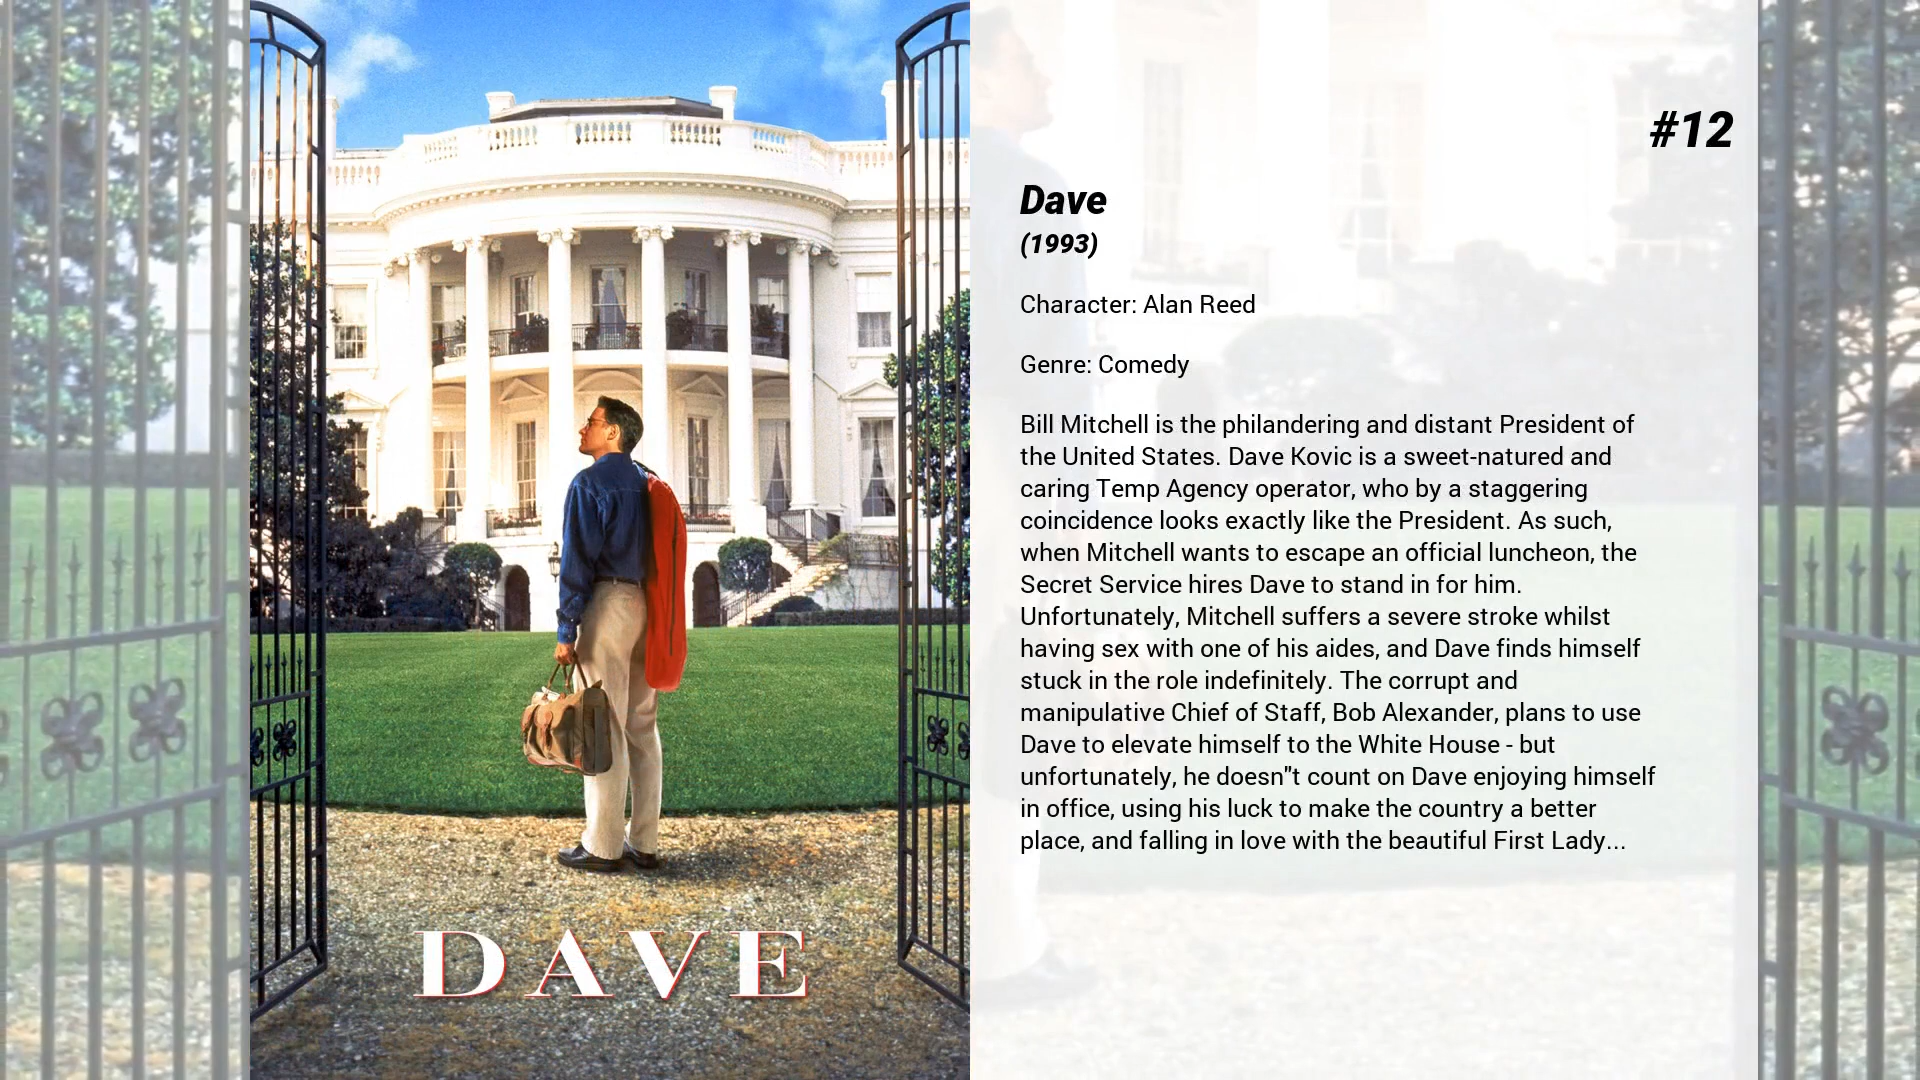 DAVE
#12
Dave
(1993)
Character: Alan Reed
Genre: Comedy
Bill Mitchell is the philandering and distant President of
the United States. Dave Kovic is a sweet-natured and
caring Temp Agency operator, who by a staggering
coincidence looks exactly like the President. As such,
when Mitchell wants to escape an official luncheon, the
Secret Service hires Dave to stand in for him.
Unfortunately, Mitchell suffers a severe stroke whilst
having sex with one of his aides, and Dave finds himself
stuck in the role indefinitely. The corrupt and
manipulative Chief of Staff, Bob Alexander, plans to use
Dave to elevate himself to the White House - but
unfortunately, he doesn"t count on Dave enjoying himself
in office, using his luck to make the country a better
place, and falling in love with the beautiful First Lady...